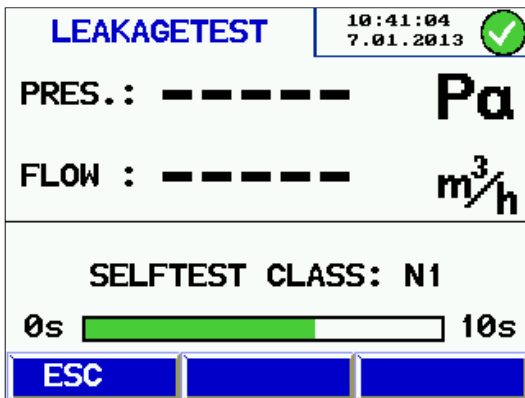 LEAKAGETEST
10:41:04
7.01.2013
PRES.: ----- Pa
FLOW : ----- m³/h
SELFTEST CLASS: N1
0s 10s
ESC